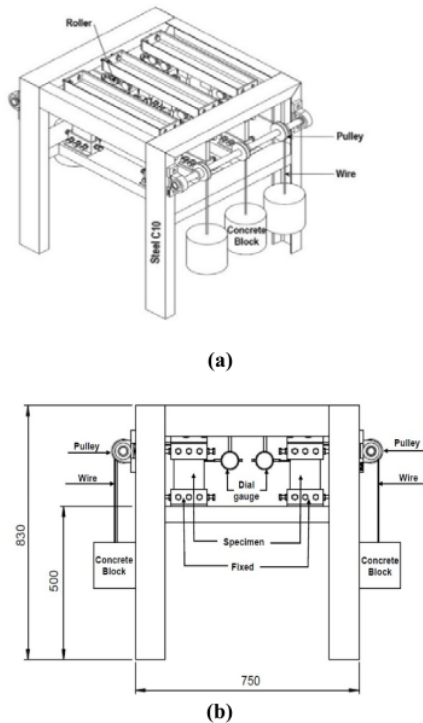 Roller
Pulley
Wire
Steel C10
Concrete
Block
(a)
Pulley
Pulley
Wire
Wire
Dial
gauge
Concrete
Block
Specimen
Concrete
Block
Fixed
830
500
750
(b)